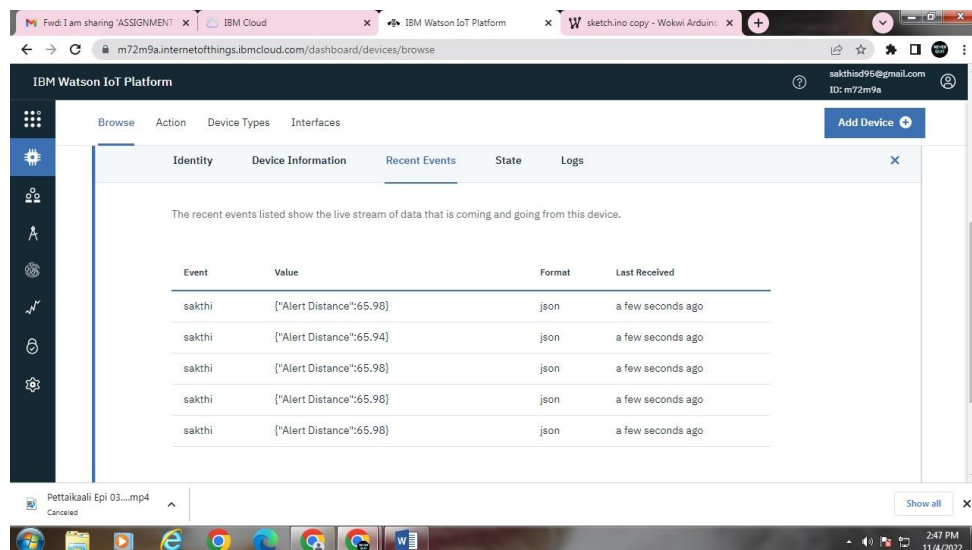 Fwd: I am sharing 'ASSIGNMENT
IBM Cloud
IBM Watson IoT Platform
sketch.ino copy - Wokwi Arduino
m72m9a.internetofthings.ibmcloud.com/dashboard/devices/browse
IBM Watson IoT Platform
sakthisd95@gmail.com
ID: m72m9a
Browse Action Device Types Interfaces
Add Device
Identity Device Information Recent Events State Logs
The recent events listed show the live stream of data that is coming and going from this device.
Event Value Format Last Received
sakthi {"Alert Distance":65.98} json a few seconds ago
sakthi {"Alert Distance":65.94} json a few seconds ago
sakthi {"Alert Distance":65.98} json a few seconds ago
sakthi {"Alert Distance":65.98} json a few seconds ago
sakthi {"Alert Distance":65.98} json a few seconds ago
Pettaikaali Epi 03....mp4
Canceled
Show all
2:47 PM
11/4/2022